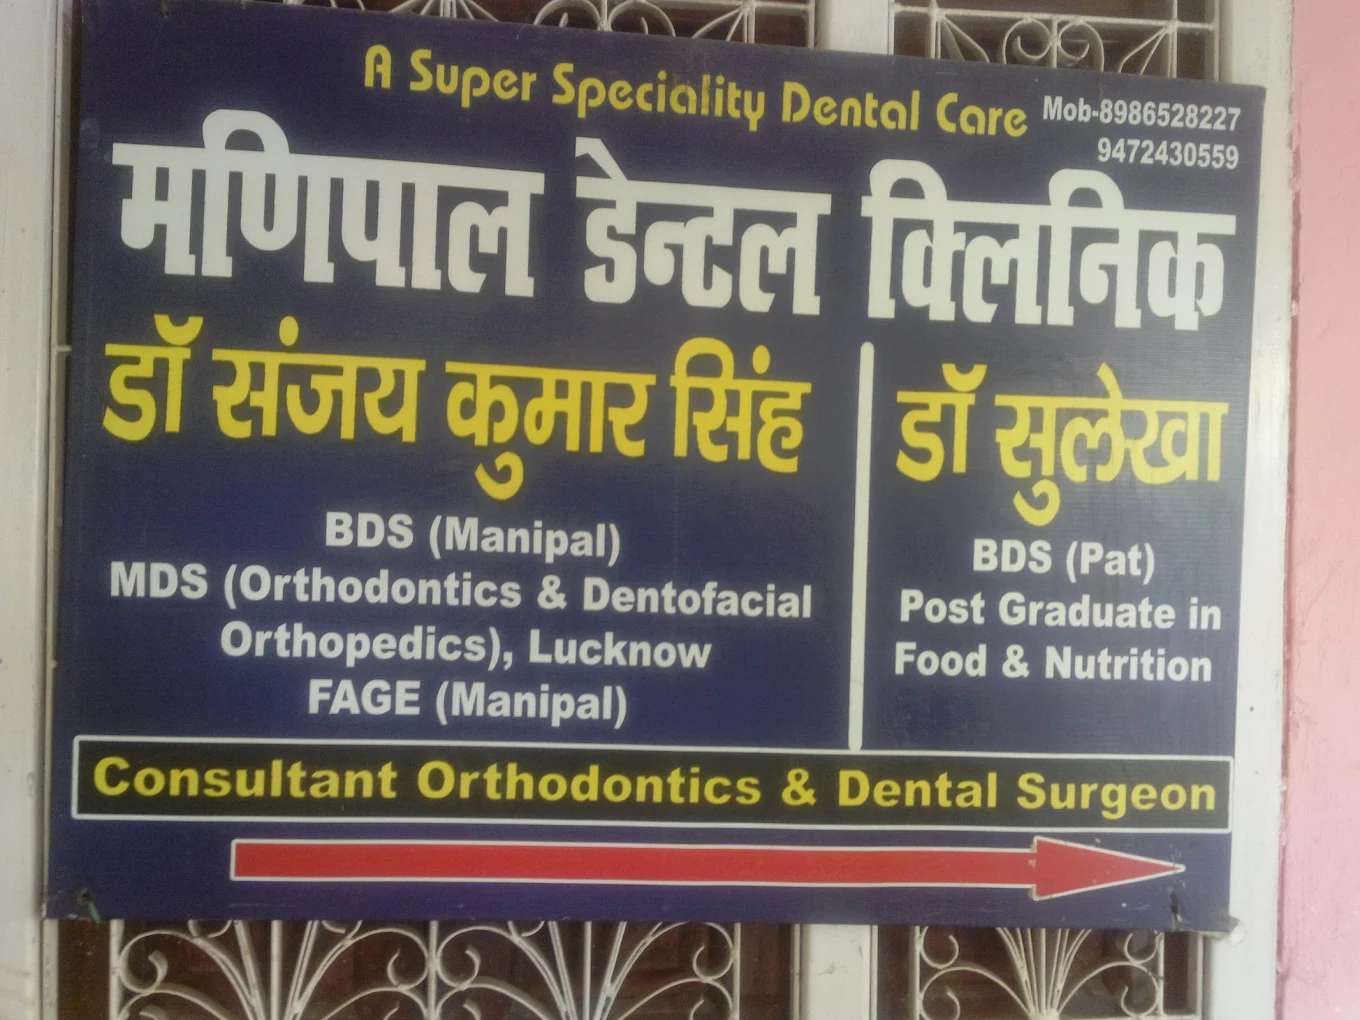 A Super Speciality Dental Care
Mob-8986528227
9472430559
मणिपाल डेन्टल क्लिनिक
डॉ संजय कुमार सिंह
BDS (Manipal)
MDS (Orthodontics & Dentofacial
Orthopedics), Lucknow
FAGE (Manipal)
डॉ सुलेखा
BDS (Pat)
Post Graduate in
Food & Nutrition
Consultant Orthodontics & Dental Surgeon